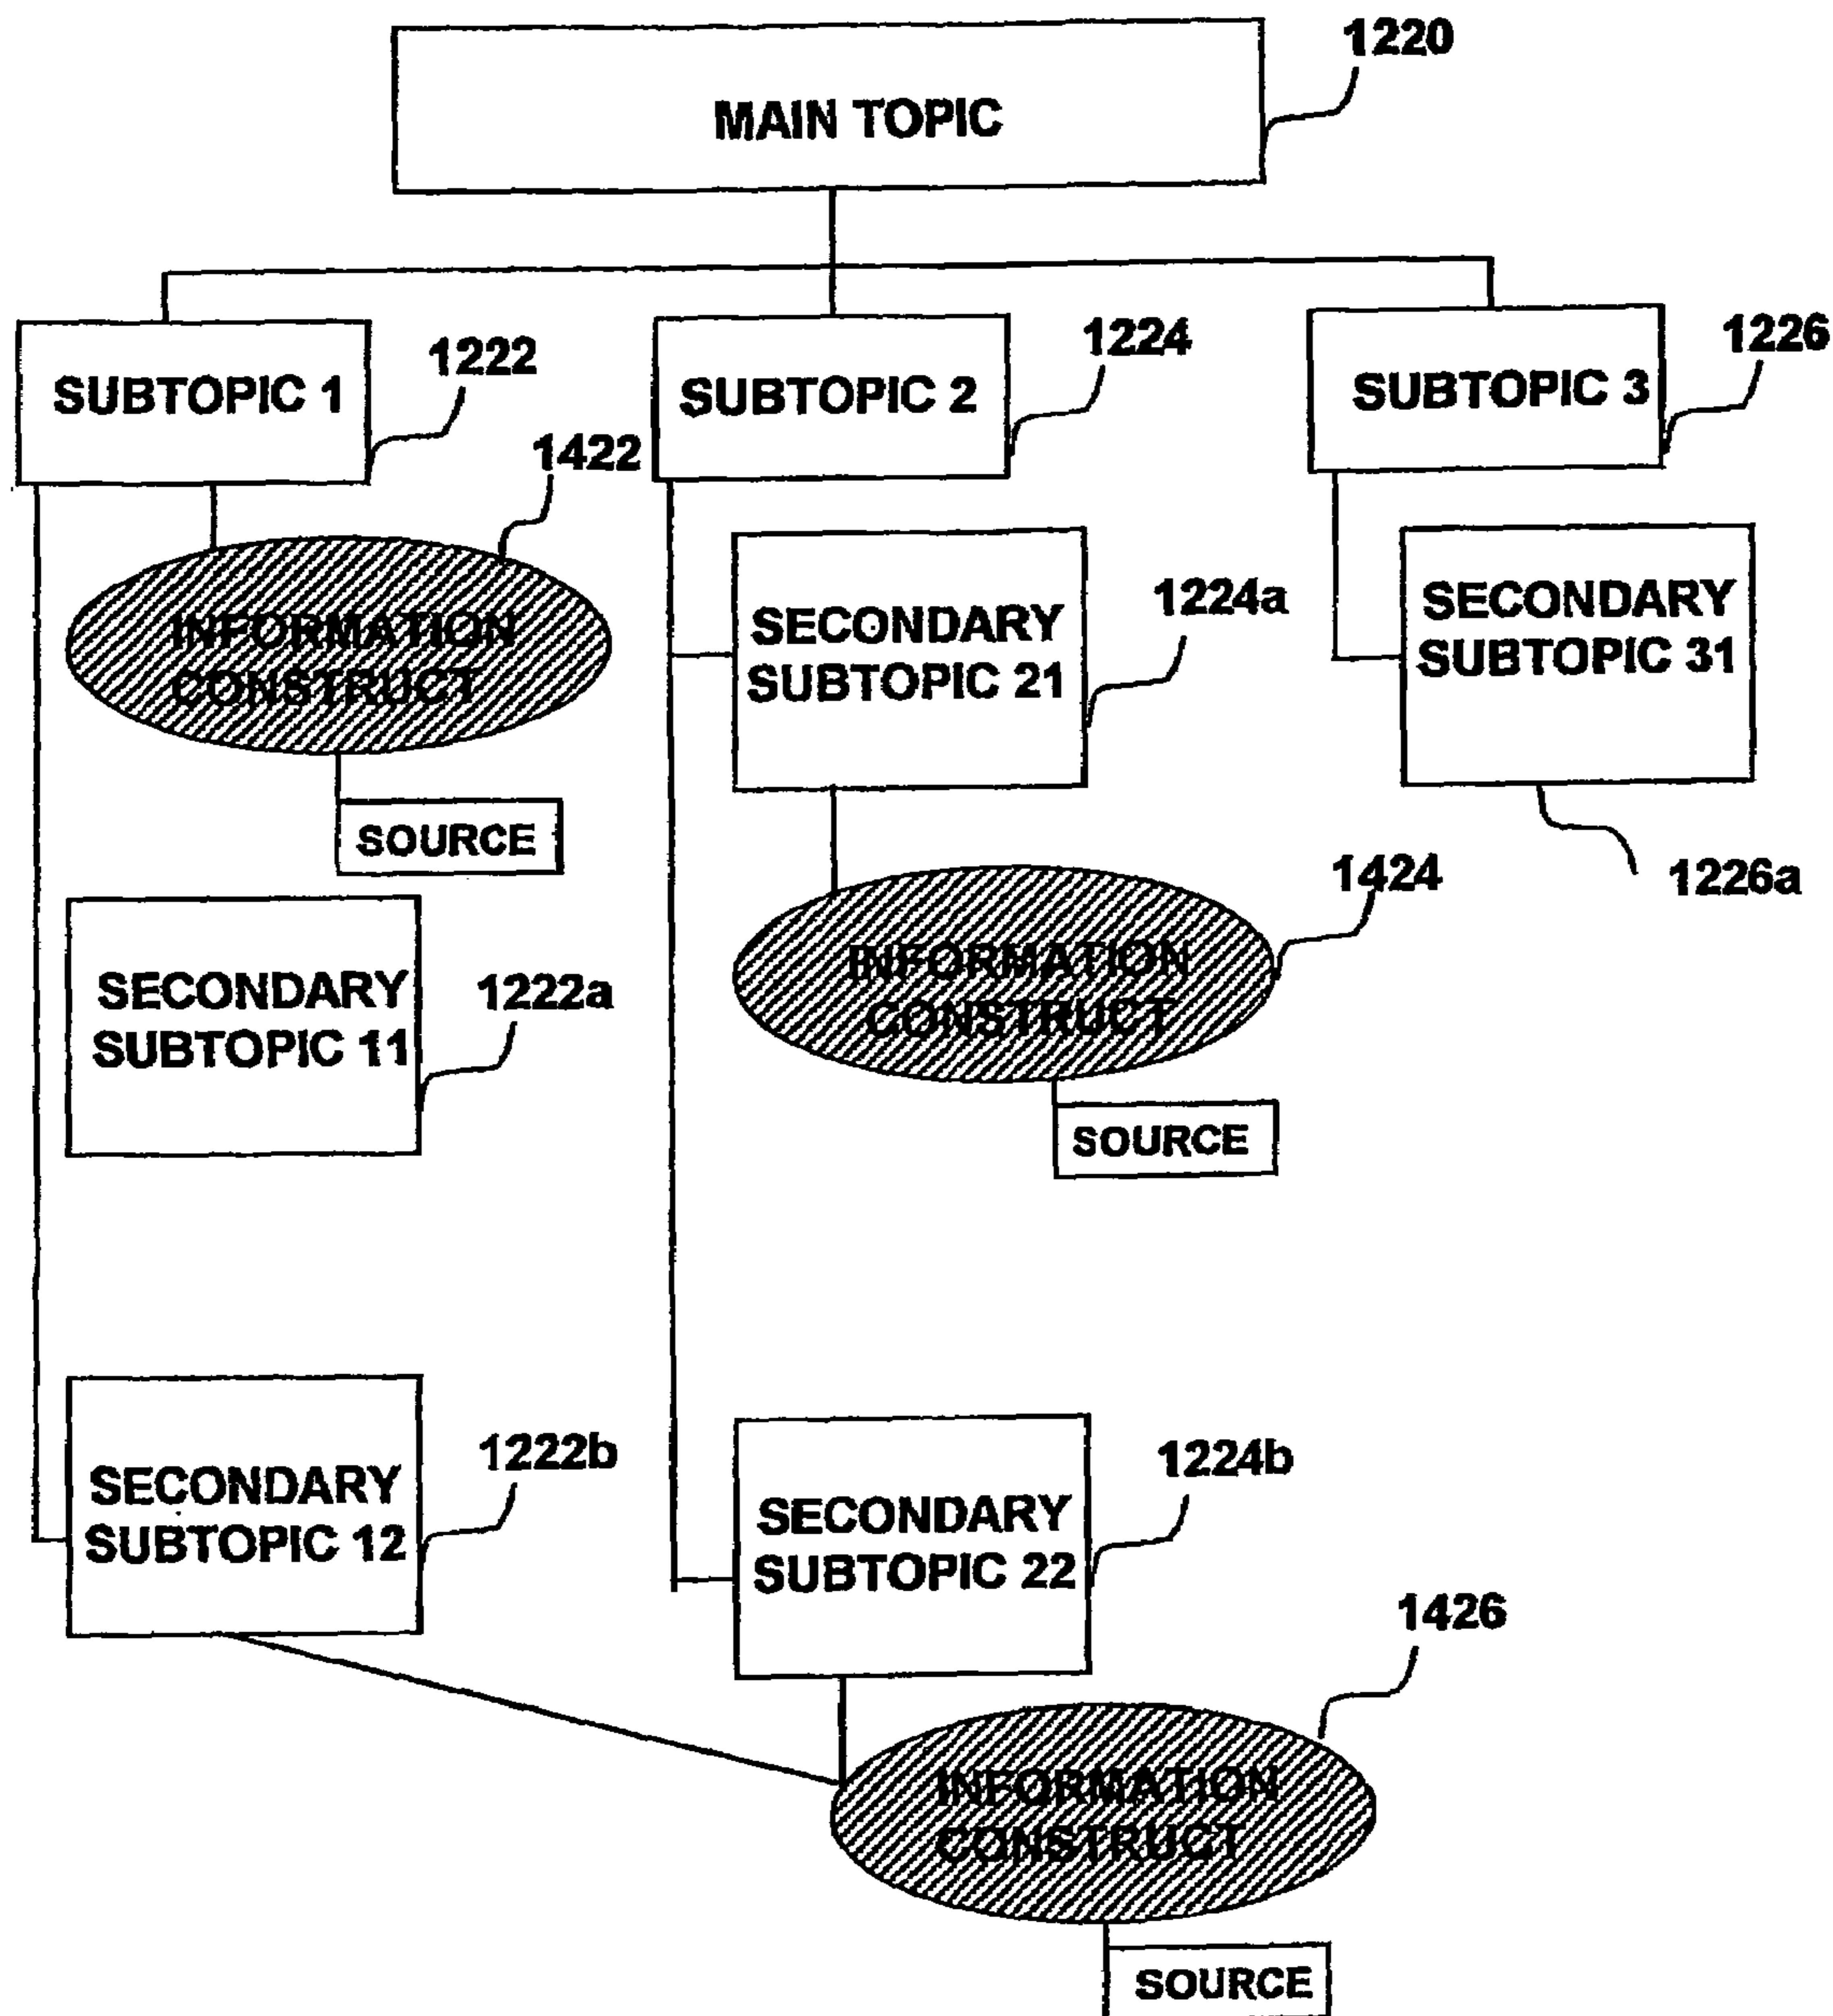 1220
MAIN TOPIC
SUBTOPIC 1
1222
SUBTOPIC 2
1224
SUBTOPIC 3
1226
1422
INFORMATION
CONSTRUCT
SOURCE
SECONDARY
SUBTOPIC 21
1224a
SECONDARY
SUBTOPIC 31
1226a
1424
INFORMATION
CONSTRUCT
SOURCE
SECONDARY
SUBTOPIC 11
1222a
SECONDARY
SUBTOPIC 12
1222b
SECONDARY
SUBTOPIC 22
1224b
1426
INFORMATION
CONSTRUCT
SOURCE